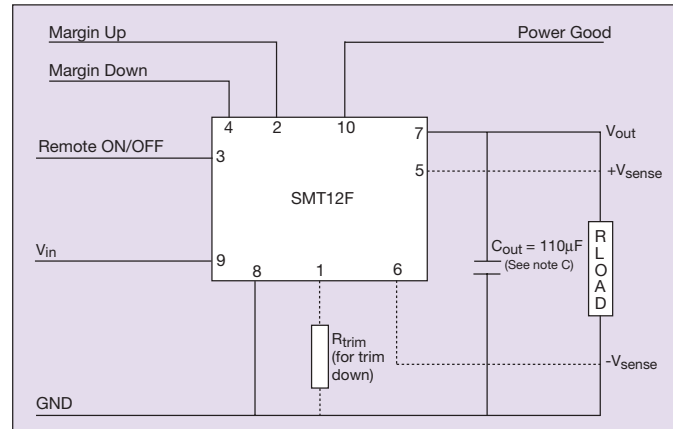 Margin Up
Power Good
Margin Down
4
2
10
7
Vout
Remote ON/OFF
3
5
+Vsense
SMT12F
Cout = 110µF
(See note C)
RLOAD
Vin
9
8
1
6
Rtrim
(for trim
down)
-Vsense
GND